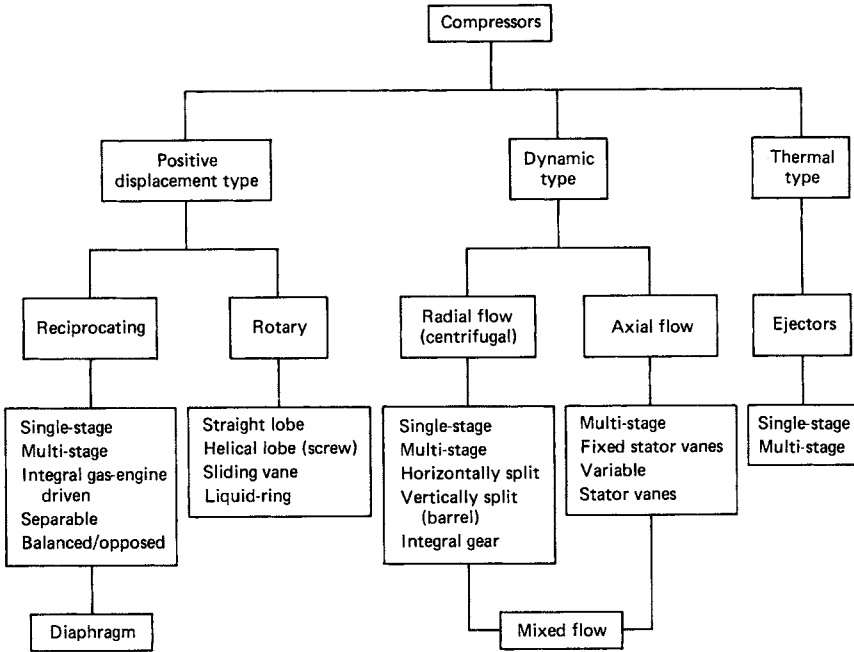 Compressors
Positive
displacement type
Dynamic
type
Thermal
type
Reciprocating
Rotary
Radial flow
(centrifugal)
Axial flow
Ejectors
Single-stage
Multi-stage
Integral gas-engine
driven
Separable
Balanced/opposed
Straight lobe
Helical lobe (screw)
Sliding vane
Liquid-ring
Single-stage
Multi-stage
Horizontally split
Vertically split
(barrel)
Integral gear
Multi-stage
Fixed stator vanes
Variable
Stator vanes
Single-stage
Multi-stage
Diaphragm
Mixed flow